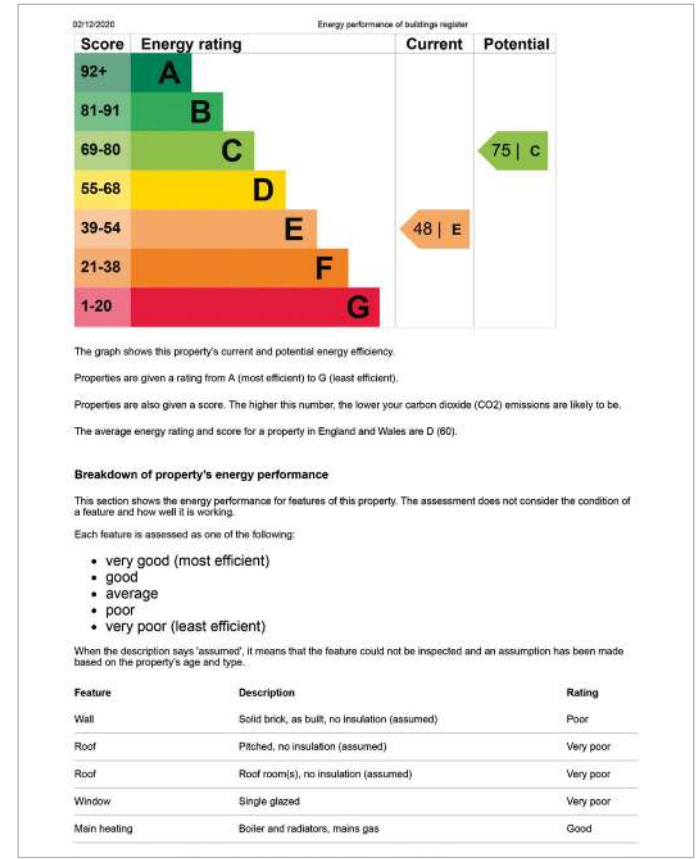 02/12/2020 Energy performance of buildings register
Score Energy rating Current Potential
92+ A
81-91 B
69-80 C 75 | C
55-68 D
39-54 E 48 | E
21-38 F
1-20 G
The graph shows this property's current and potential energy efficiency.
Properties are given a rating from A (most efficient) to G (least efficient).
Properties are also given a score. The higher this number, the lower your carbon dioxide (CO2) emissions are likely to be.
The average energy rating and score for a property in England and Wales are D (60).
Breakdown of property's energy performance
This section shows the energy performance for features of this property. The assessment does not consider the condition of
a feature and how well it is working.
Each feature is assessed as one of the following:
• very good (most efficient)
• good
• average
• poor
• very poor (least efficient)
When the description says 'assumed', it means that the feature could not be inspected and an assumption has been made
based on the property's age and type.
Feature Description Rating
Wall Solid brick, as built, no insulation (assumed) Poor
Roof Pitched, no insulation (assumed) Very poor
Roof Roof room(s), no insulation (assumed) Very poor
Window Single glazed Very poor
Main heating Boiler and radiators, mains gas Good